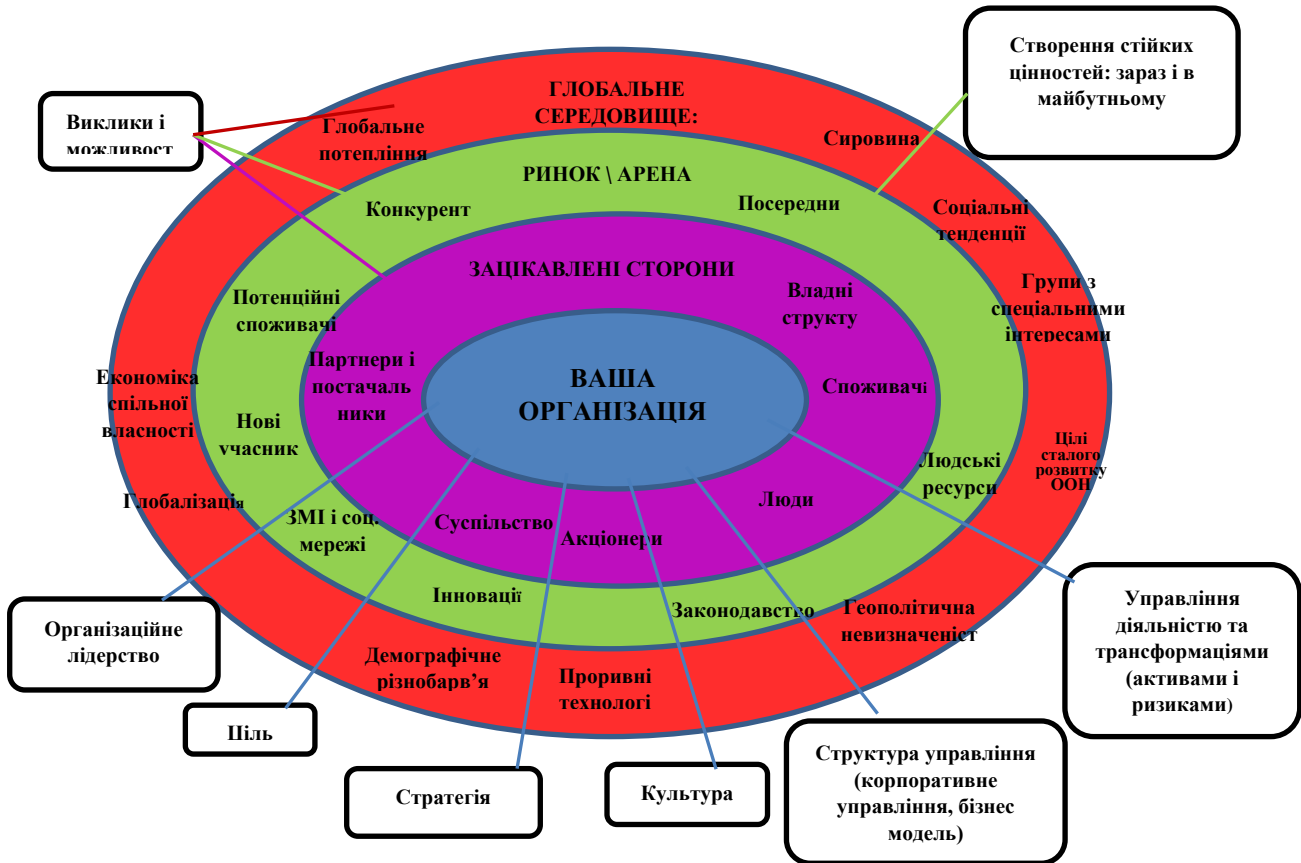 Створення стійких
цінностей: зараз і в
майбутньому
Виклики і
можливост
ГЛОБАЛЬНЕ
СЕРЕДОВИЩЕ:
Глобальне
потепління
Сировина
Соціальні
тенденції
Групи з
спеціальними
інтересами
Цілі
сталого
розвитку
ООН
Економіка
спільної
власності
Глобалізація
Демографічне
різнобарв’я
Проривні
технологі
Геополітична
невизначеніст
РИНОК \ АРЕНА
Конкурент
Посередни
Потенційні
споживачі
Нові
учасник
ЗМІ і соц.
мережі
Інновації
Законодавство
Людські
ресурси
ЗАЦІКАВЛЕНІ СТОРОНИ
Владні
структу
Партнери і
постачаль
ники
Споживачі
Суспільство
Акціонери
Люди
ВАША
ОРГАНІЗАЦІЯ
Організаційне
лідерство
Ціль
Стратегія
Культура
Структура управління
(корпоративне
управління, бізнес
модель)
Управління
діяльністю та
трансформаціями
(активами і
ризиками)